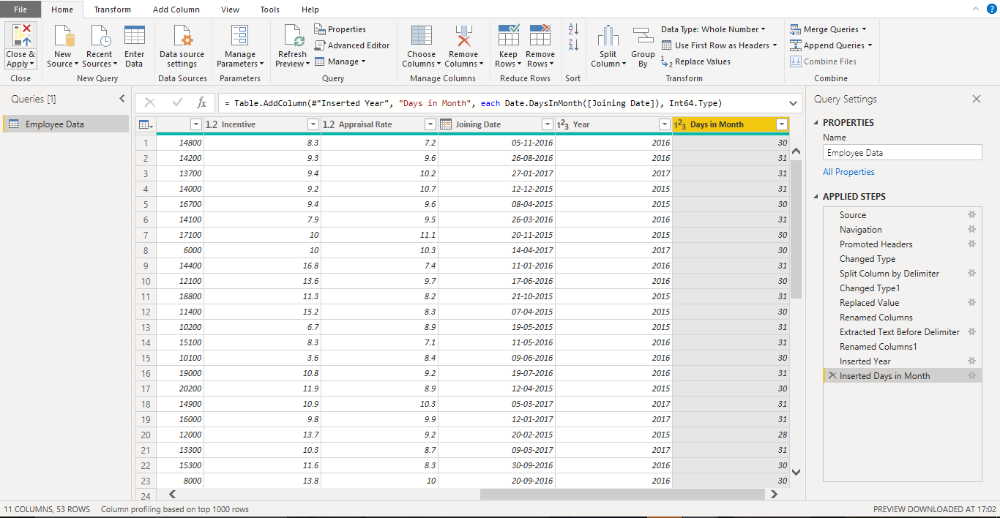 File Home Transform Add Column View Tools Help
Close & Apply
New Source
Recent Sources
Enter Data
Data source settings
Manage Parameters
Refresh Preview
Properties
Advanced Editor
Manage
Choose Columns
Remove Columns
Keep Rows
Remove Rows
Split Column
Group By
Data Type: Whole Number
Use First Row as Headers
Replace Values
Merge Queries
Append Queries
Combine Files
Close New Query Data Sources Parameters Query Manage Columns Reduce Rows Sort Transform Combine
Queries [1]
Employee Data
= Table.AddColumn(#"Inserted Year", "Days in Month", each Date.DaysInMonth([Joining Date]), Int64.Type)
1.2 Incentive 1.2 Appraisal Rate Joining Date 123 Year 123 Days in Month
1 14800 8.3 7.2 05-11-2016 2016 30
2 14200 9.3 9.6 26-08-2016 2016 31
3 13700 9.4 10.2 27-01-2017 2017 31
4 14000 9.2 10.7 12-12-2015 2015 31
5 16700 9.4 9.6 08-04-2015 2015 30
6 14100 7.9 9.5 26-03-2016 2016 31
7 17100 10 11.1 20-11-2015 2015 30
8 6000 10 10.3 14-04-2017 2017 30
9 14400 16.8 7.4 11-01-2016 2016 31
10 12100 13.6 9.7 17-06-2016 2016 30
11 18800 11.3 8.2 21-10-2015 2015 31
12 11400 15.2 8.3 07-04-2015 2015 30
13 10200 6.7 8.9 19-05-2015 2015 31
14 15100 8.3 7.1 11-05-2016 2016 31
15 10100 3.6 8.4 09-06-2016 2016 30
16 19000 10.8 9.2 19-07-2016 2016 31
17 20200 11.9 8.9 12-04-2015 2015 30
18 14900 10.9 10.3 05-03-2017 2017 31
19 16000 9.8 9.9 12-01-2017 2017 31
20 12000 13.7 9.2 20-02-2015 2015 28
21 13300 10.3 8.7 09-03-2017 2017 31
22 15300 11.6 8.3 30-09-2016 2016 30
23 8000 13.8 10 20-09-2016 2016 30
24
Query Settings
PROPERTIES
Name
Employee Data
All Properties
APPLIED STEPS
Source
Navigation
Promoted Headers
Changed Type
Split Column by Delimiter
Changed Type1
Replaced Value
Renamed Columns
Extracted Text Before Delimiter
Renamed Columns1
Inserted Year
Inserted Days in Month
11 COLUMNS, 53 ROWS Column profiling based on top 1000 rows PREVIEW DOWNLOADED AT 17:02